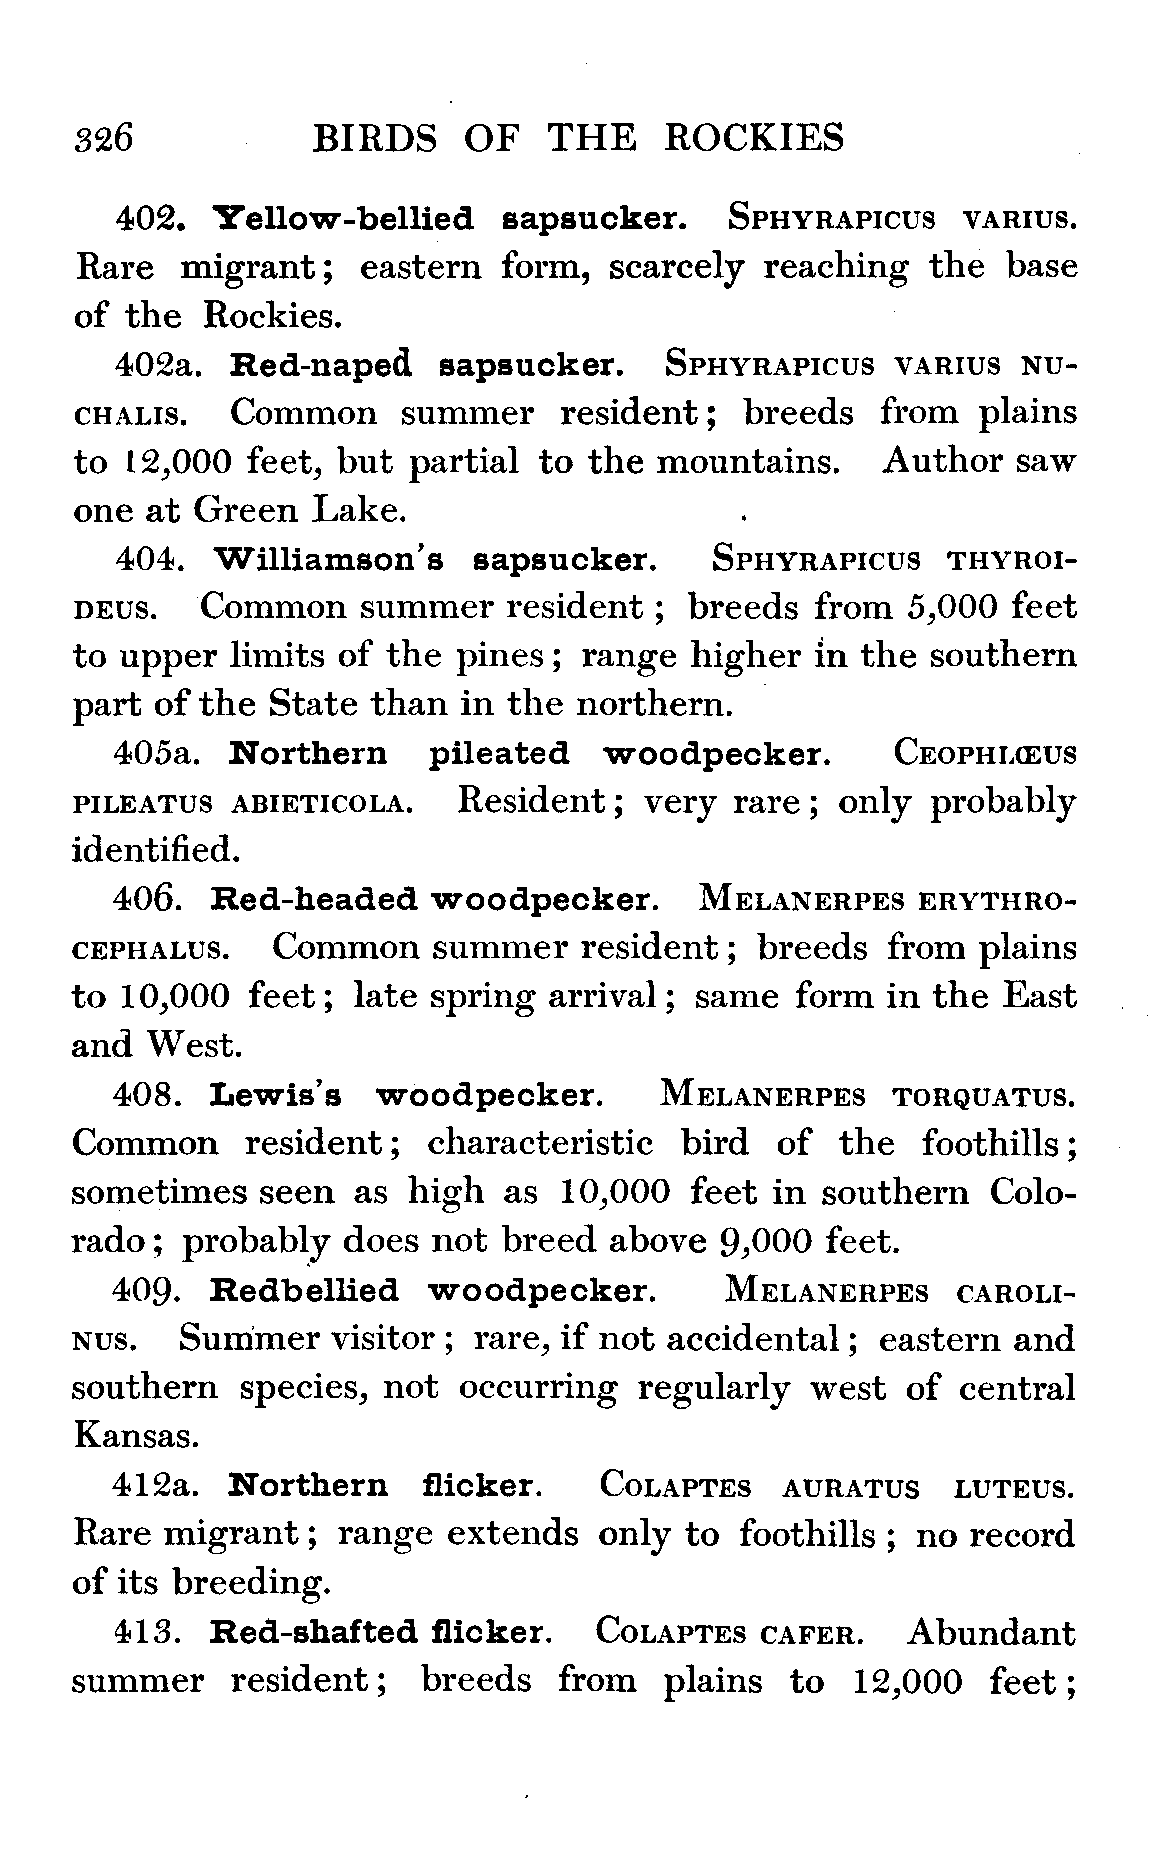 326 BIRDS OF THE ROCKIES
402. Yellow-bellied sapsucker. SPHYRAPICUS VARIUS.
Rare migrant; eastern form, scarcely reaching the base
of the Rockies.
402a. Red-naped sapsucker. SPHYRAPICUS VARIUS NU-
CHALIS. Common summer resident; breeds from plains
to 12,000 feet, but partial to the mountains. Author saw
one at Green Lake.
404. Williamson's sapsucker. SPHYRAPICUS THYROI-
DEUS. Common summer resident; breeds from 5,000 feet
to upper limits of the pines; range higher in the southern
part of the State than in the northern.
405a. Northern pileated woodpecker. CEOPHLŒUS
PILEATUS ABIETICOLA. Resident; very rare; only probably
identified.
406. Red-headed woodpecker. MELANERPES ERYTHRO-
CEPHALUS. Common summer resident; breeds from plains
to 10,000 feet; late spring arrival; same form in the East
and West.
408. Lewis's woodpecker. MELANERPES TORQUATUS.
Common resident; characteristic bird of the foothills;
sometimes seen as high as 10,000 feet in southern Colo-
rado; probably does not breed above 9,000 feet.
409. Redbellied woodpecker. MELANERPES CAROLI-
NUS. Summer visitor; rare, if not accidental; eastern and
southern species, not occurring regularly west of central
Kansas.
412a. Northern flicker. COLAPTES AURATUS LUTEUS.
Rare migrant; range extends only to foothills; no record
of its breeding.
413. Red-shafted flicker. COLAPTES CAFER. Abundant
summer resident; breeds from plains to 12,000 feet;